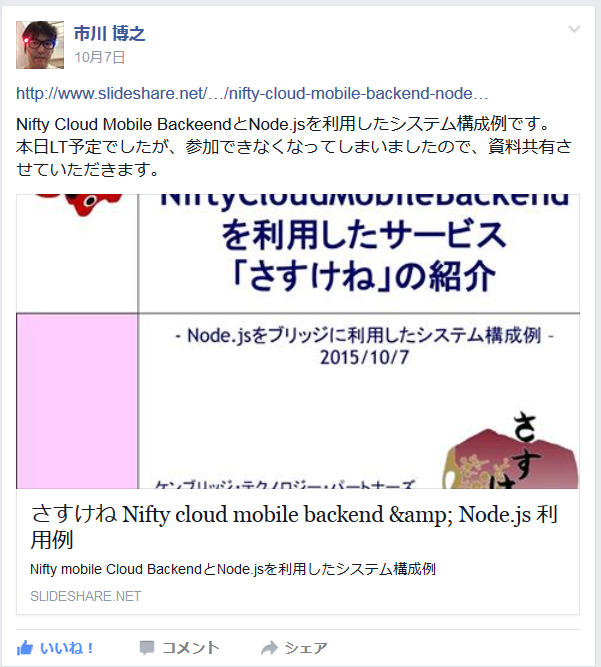 市川 博之
10月7日
http://www.slideshare.net/…/nifty-cloud-mobile-backend-node…
Nifty Cloud Mobile BackeendとNode.jsを利用したシステム構成例です。
本日LT予定でしたが、参加できなくなってしまいましたので、資料共有さ
せていただきます。
NiftyCloudMobileBackend
を利用したサービス
「さすけね」の紹介
- Node.jsをブリッジに利用したシステム構成例 -
2015/10/7
さすけ
ケンブリッジ・テクノロジー・パートナーズ
さすけね Nifty cloud mobile backend &amp; Node.js 利
用例
Nifty mobile Cloud BackendとNode.jsを利用したシステム構成例
SLIDESHARE.NET
いいね！ コメント シェア